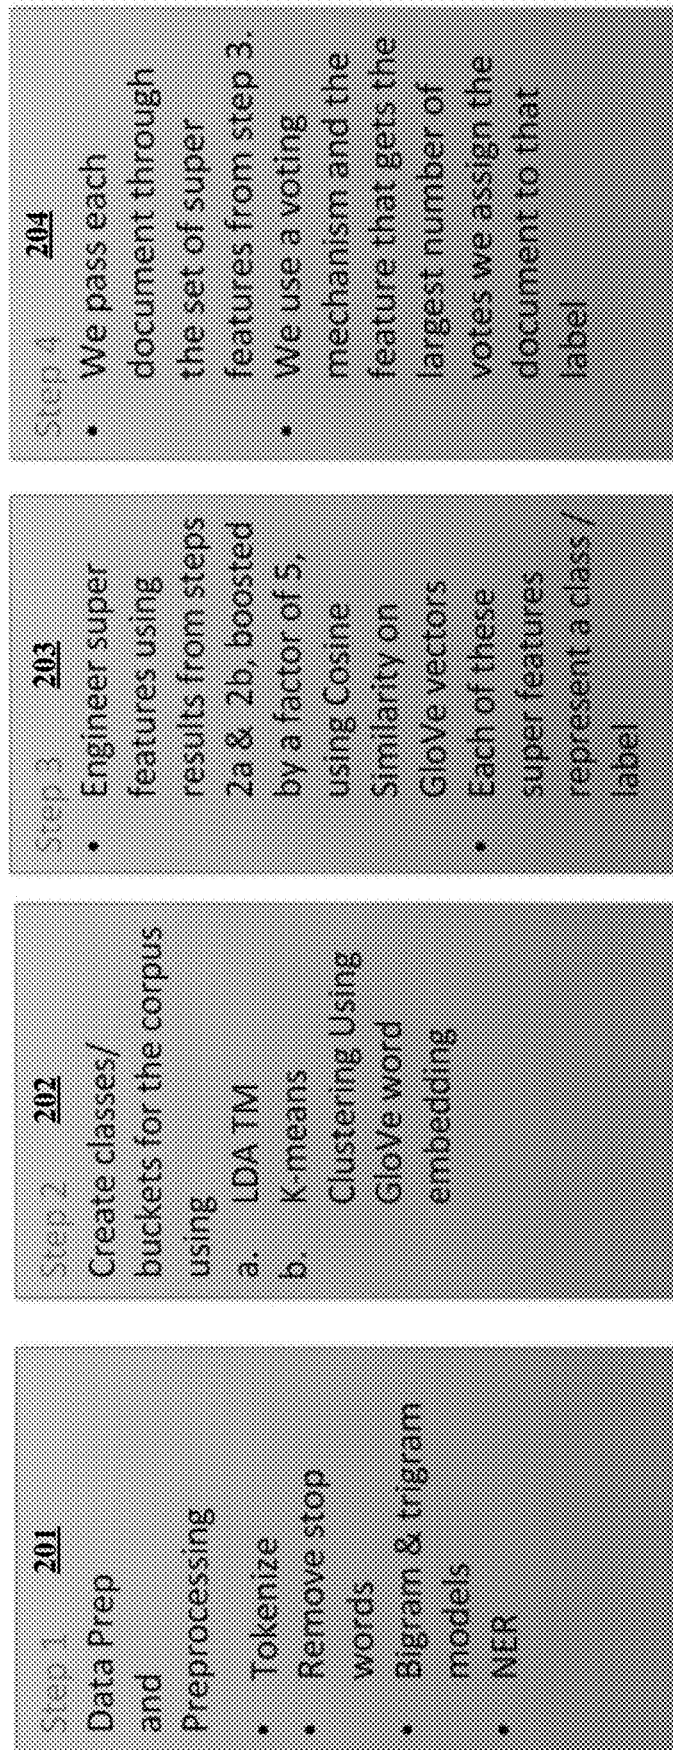 201
Step 1
Data Prep
and
Preprocessing
• Tokenize
• Remove stop
words
• Bigram & trigram
models
• NER
202
Step 2
Create classes/
buckets for the corpus
using
a. LDA TM
b. K-means
Clustering Using
GloVe word
embedding
203
Step 3
• Engineer super
features using
results from steps
2a & 2b, boosted
by a factor of 5,
using Cosine
Similarity on
GloVe vectors
• Each of these
super features
represent a class /
label
204
Step 4
• We pass each
document through
the set of super
features from step 3.
• We use a voting
mechanism and the
feature that gets the
largest number of
votes we assign the
document to that
label